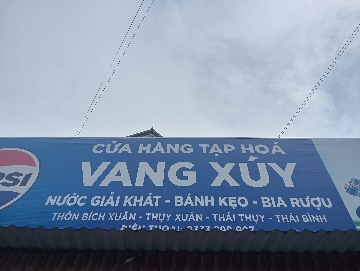 CỬA HÀNG TẠP HOÁ
VANG XÚY
NƯỚC GIẢI KHÁT - BÁNH KẸO - BIA RƯỢU
THÔN BÍCH XUÂN - THỤY XUÂN - THÁI THỤY - THÁI BÌNH